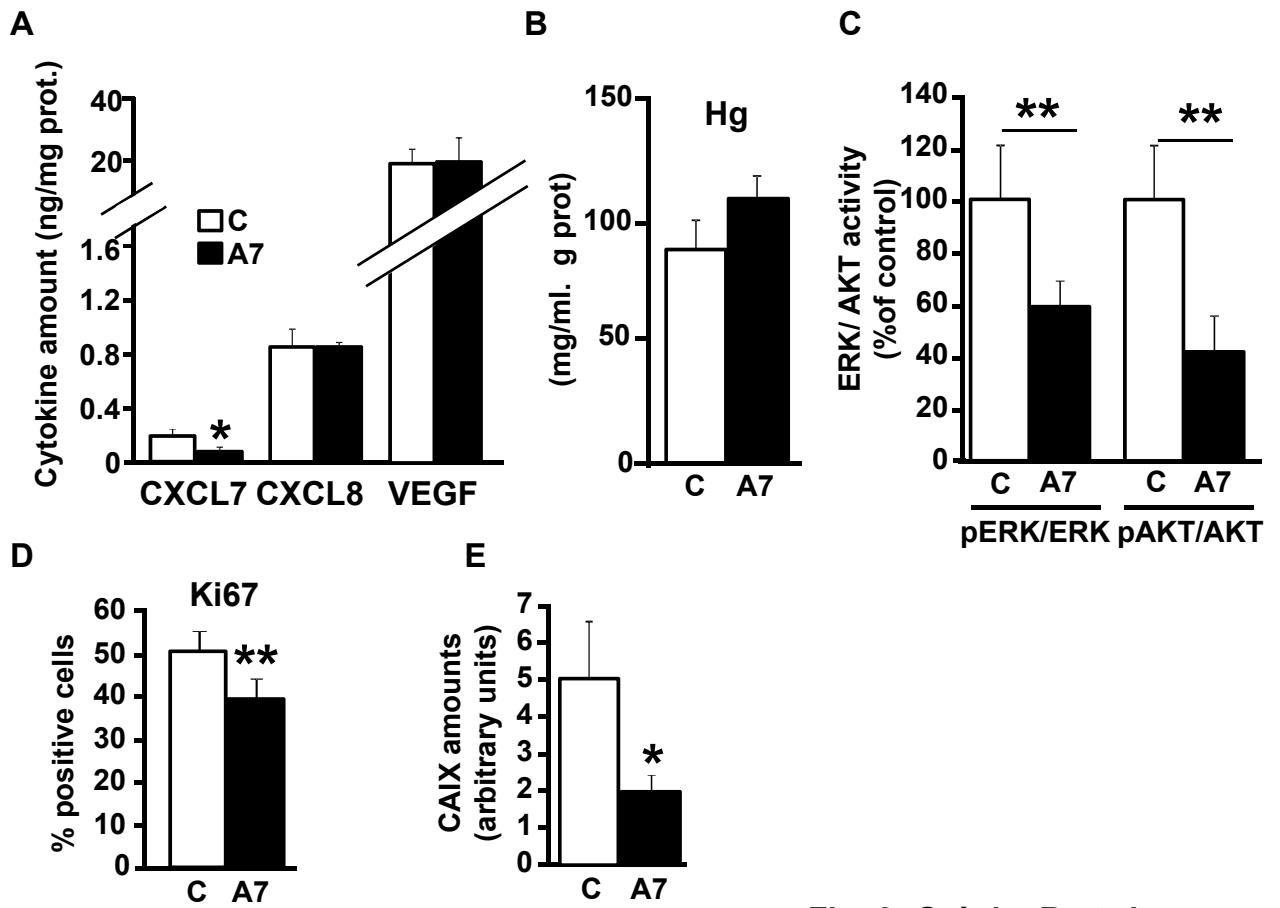 A
Cytokine amount (ng/mg prot.)
40
20
1.6
1.2
0.8
0.4
0
C
A7
*
CXCL7 CXCL8 VEGF
B
Hg
(mg/ml. g prot)
150
100
50
0
C A7
C
ERK/ AKT activity
(%of control)
140
120
100
80
60
40
20
0
** **
C A7 C A7
pERK/ERK pAKT/AKT
D
Ki67
% positive cells
60
50
40
30
20
10
0
**
C A7
E
CAIX amounts
(arbitrary units)
7
6
5
4
3
2
1
0
*
C A7